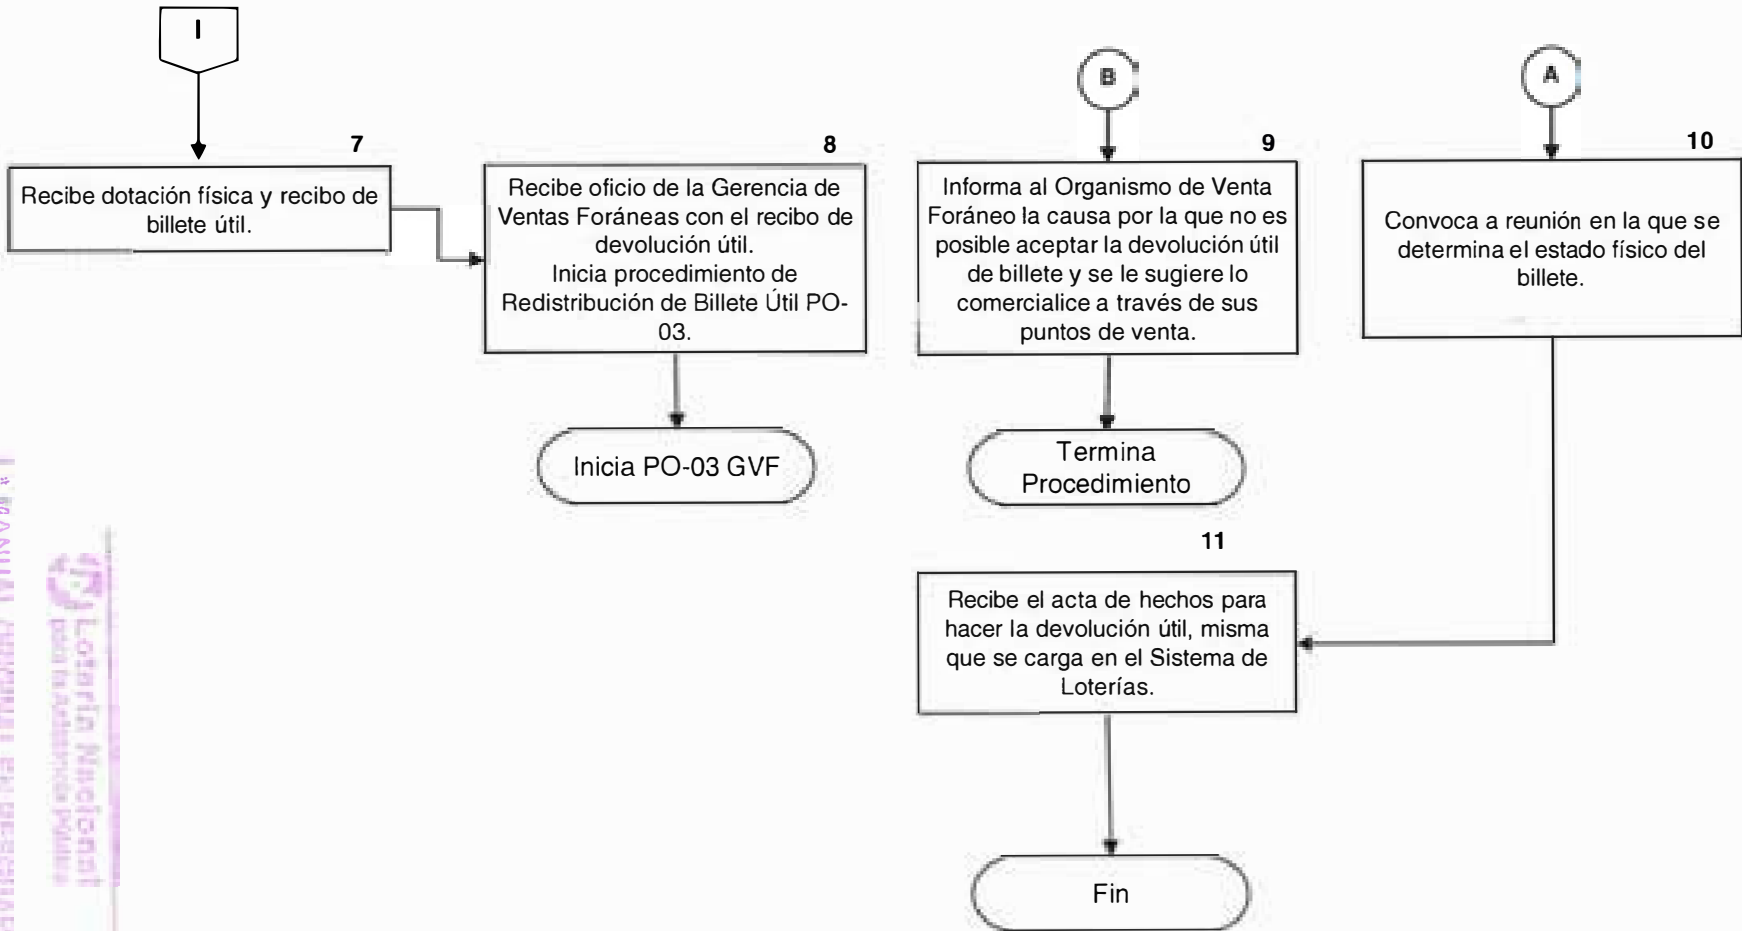 I
7
Recibe dotación física y recibo de
billete útil.
8
Recibe oficio de la Gerencia de
Ventas Foráneas con el recibo de
devolución útil.
Inicia procedimiento de
Redistribución de Billete Útil PO-
03.
Inicia PO-03 GVF
B
9
Informa al Organismo de Venta
Foráneo la causa por la que no es
posible aceptar la devolución útil
de billete y se le sugiere lo
comercialice a través de sus
puntos de venta.
Termina
Procedimiento
A
10
Convoca a reunión en la que se
determina el estado físico del
billete.
11
Recibe el acta de hechos para
hacer la devolución útil, misma
que se carga en el Sistema de
Loterías.
Fin
Lotería Nacional
para la Asistencia Pública